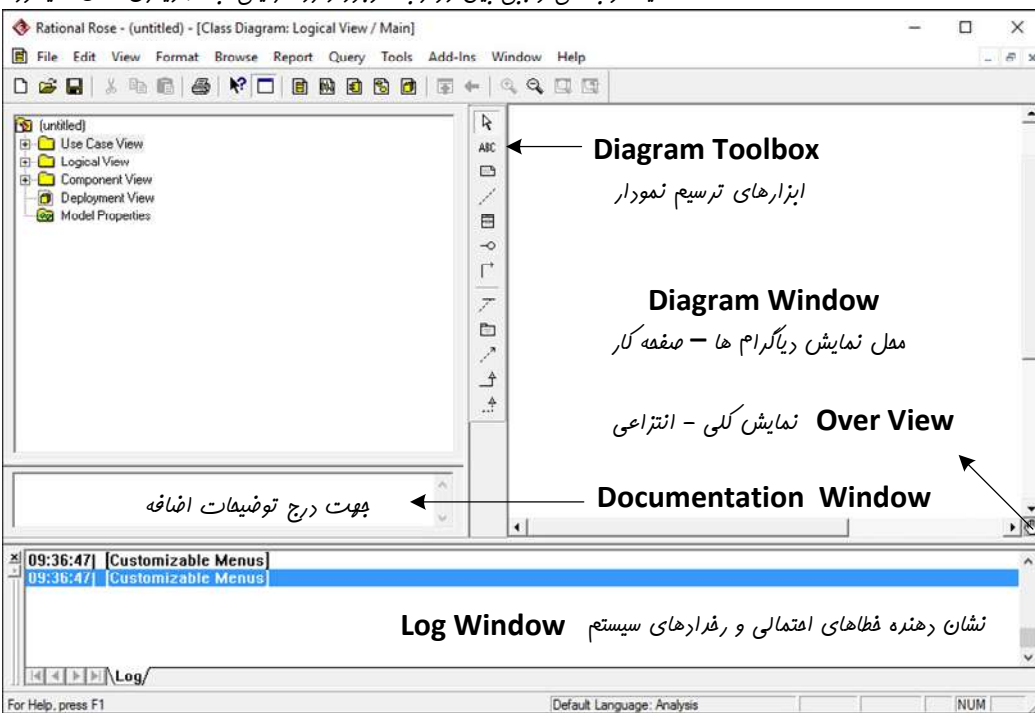 Rational Rose - (untitled) - [Class Diagram: Logical View / Main]
File Edit View Format Browse Report Query Tools Add-Ins Window Help
(untitled)
Use Case View
Logical View
Component View
Deployment View
Model Properties
ABC
Diagram Toolbox
ابزارهای ترسیم نمودار
Diagram Window
محل نمایش دیاگرام ها – صفحه کار
Over View نمایش کلی – انتزاعی
Documentation Window
جهت درج توضیحات اضافه
09:36:47| [Customizable Menus]
09:36:47| [Customizable Menus]
Log Window نشان دهنده خطاهای احتمالی و رخدادهای سیستم
Log
For Help, press F1
Default Language: Analysis
NUM